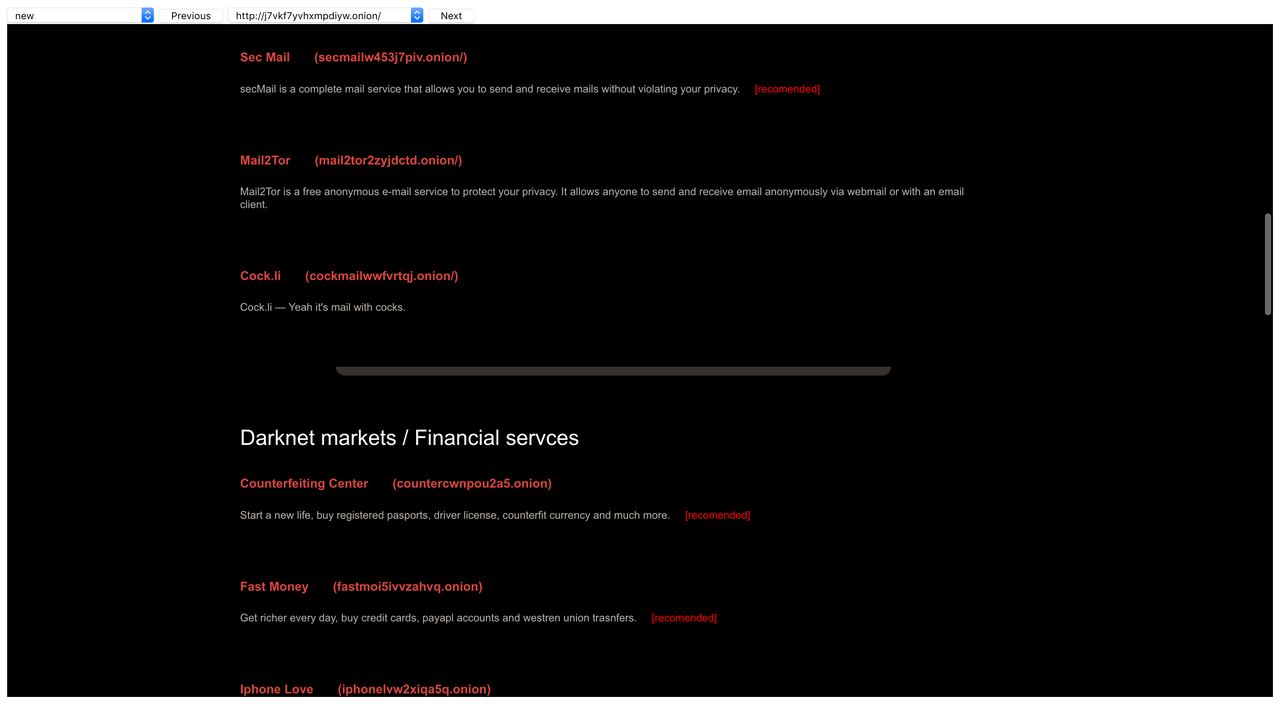 new Previous http://j7vkf7yvhxmpdiyw.onion/ Next
Sec Mail (secmailw453j7piv.onion/)
secMail is a complete mail service that allows you to send and receive mails without violating your privacy. [recomended]
Mail2Tor (mail2tor2zyjdctd.onion/)
Mail2Tor is a free anonymous e-mail service to protect your privacy. It allows anyone to send and receive email anonymously via webmail or with an email
client.
Cock.li (cockmailwwfvrtqj.onion/)
Cock.li — Yeah it's mail with cocks.
Darknet markets / Financial servces
Counterfeiting Center (countercwnpou2a5.onion)
Start a new life, buy registered pasports, driver license, counterfit currency and much more. [recomended]
Fast Money (fastmoi5ivvzahvq.onion)
Get richer every day, buy credit cards, payapl accounts and westren union trasnfers. [recomended]
Iphone Love (iphonelvw2xiqa5q.onion)